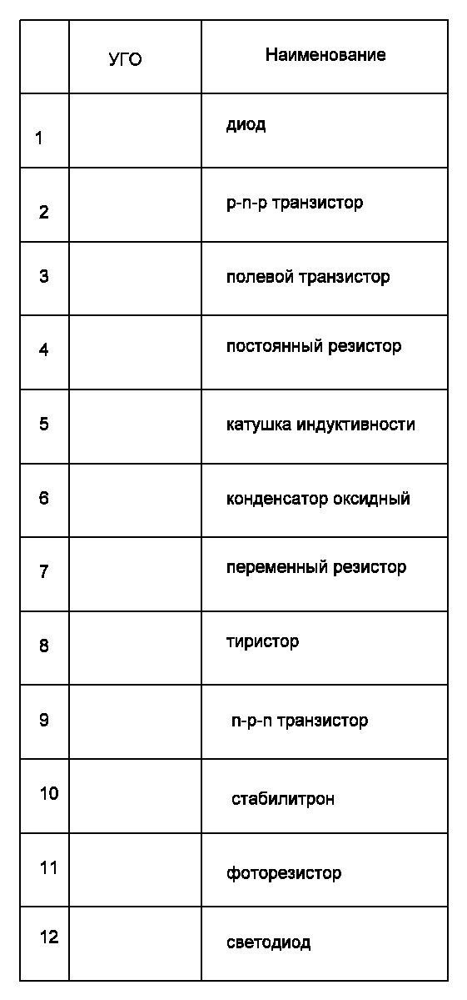 УГО Наименование
1 диод
2 p-n-p транзистор
3 полевой транзистор
4 постоянный резистор
5 катушка индуктивности
6 конденсатор оксидный
7 переменный резистор
8 тиристор
9 n-p-n транзистор
10 стабилитрон
11 фоторезистор
12 светодиод